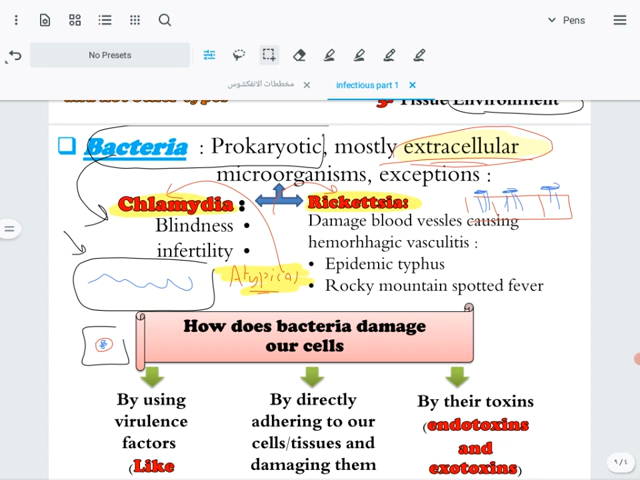 Pens
No Presets
مخططات الانفكشوس
infectious part 1
Tissue Environment
Bacteria : Prokaryotic, mostly extracellular
microorganisms, exceptions :
Chlamydia :
Blindness •
infertility •
Atypical
Rickettsia:
Damage blood vessles causing
hemorhhagic vasculitis :
• Epidemic typhus
• Rocky mountain spotted fever
How does bacteria damage
our cells
By using
virulence
factors
(Like
By directly
adhering to our
cells/tissues and
damaging them
By their toxins
(endotoxins
and
exotoxins)
٩/٤